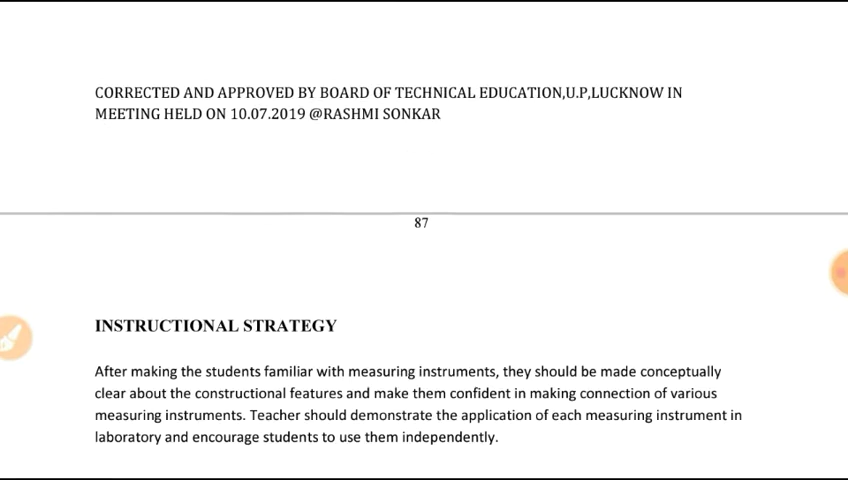 CORRECTED AND APPROVED BY BOARD OF TECHNICAL EDUCATION,U.P,LUCKNOW IN
MEETING HELD ON 10.07.2019 @RASHMI SONKAR
87
INSTRUCTIONAL STRATEGY
After making the students familiar with measuring instruments, they should be made conceptually
clear about the constructional features and make them confident in making connection of various
measuring instruments. Teacher should demonstrate the application of each measuring instrument in
laboratory and encourage students to use them independently.